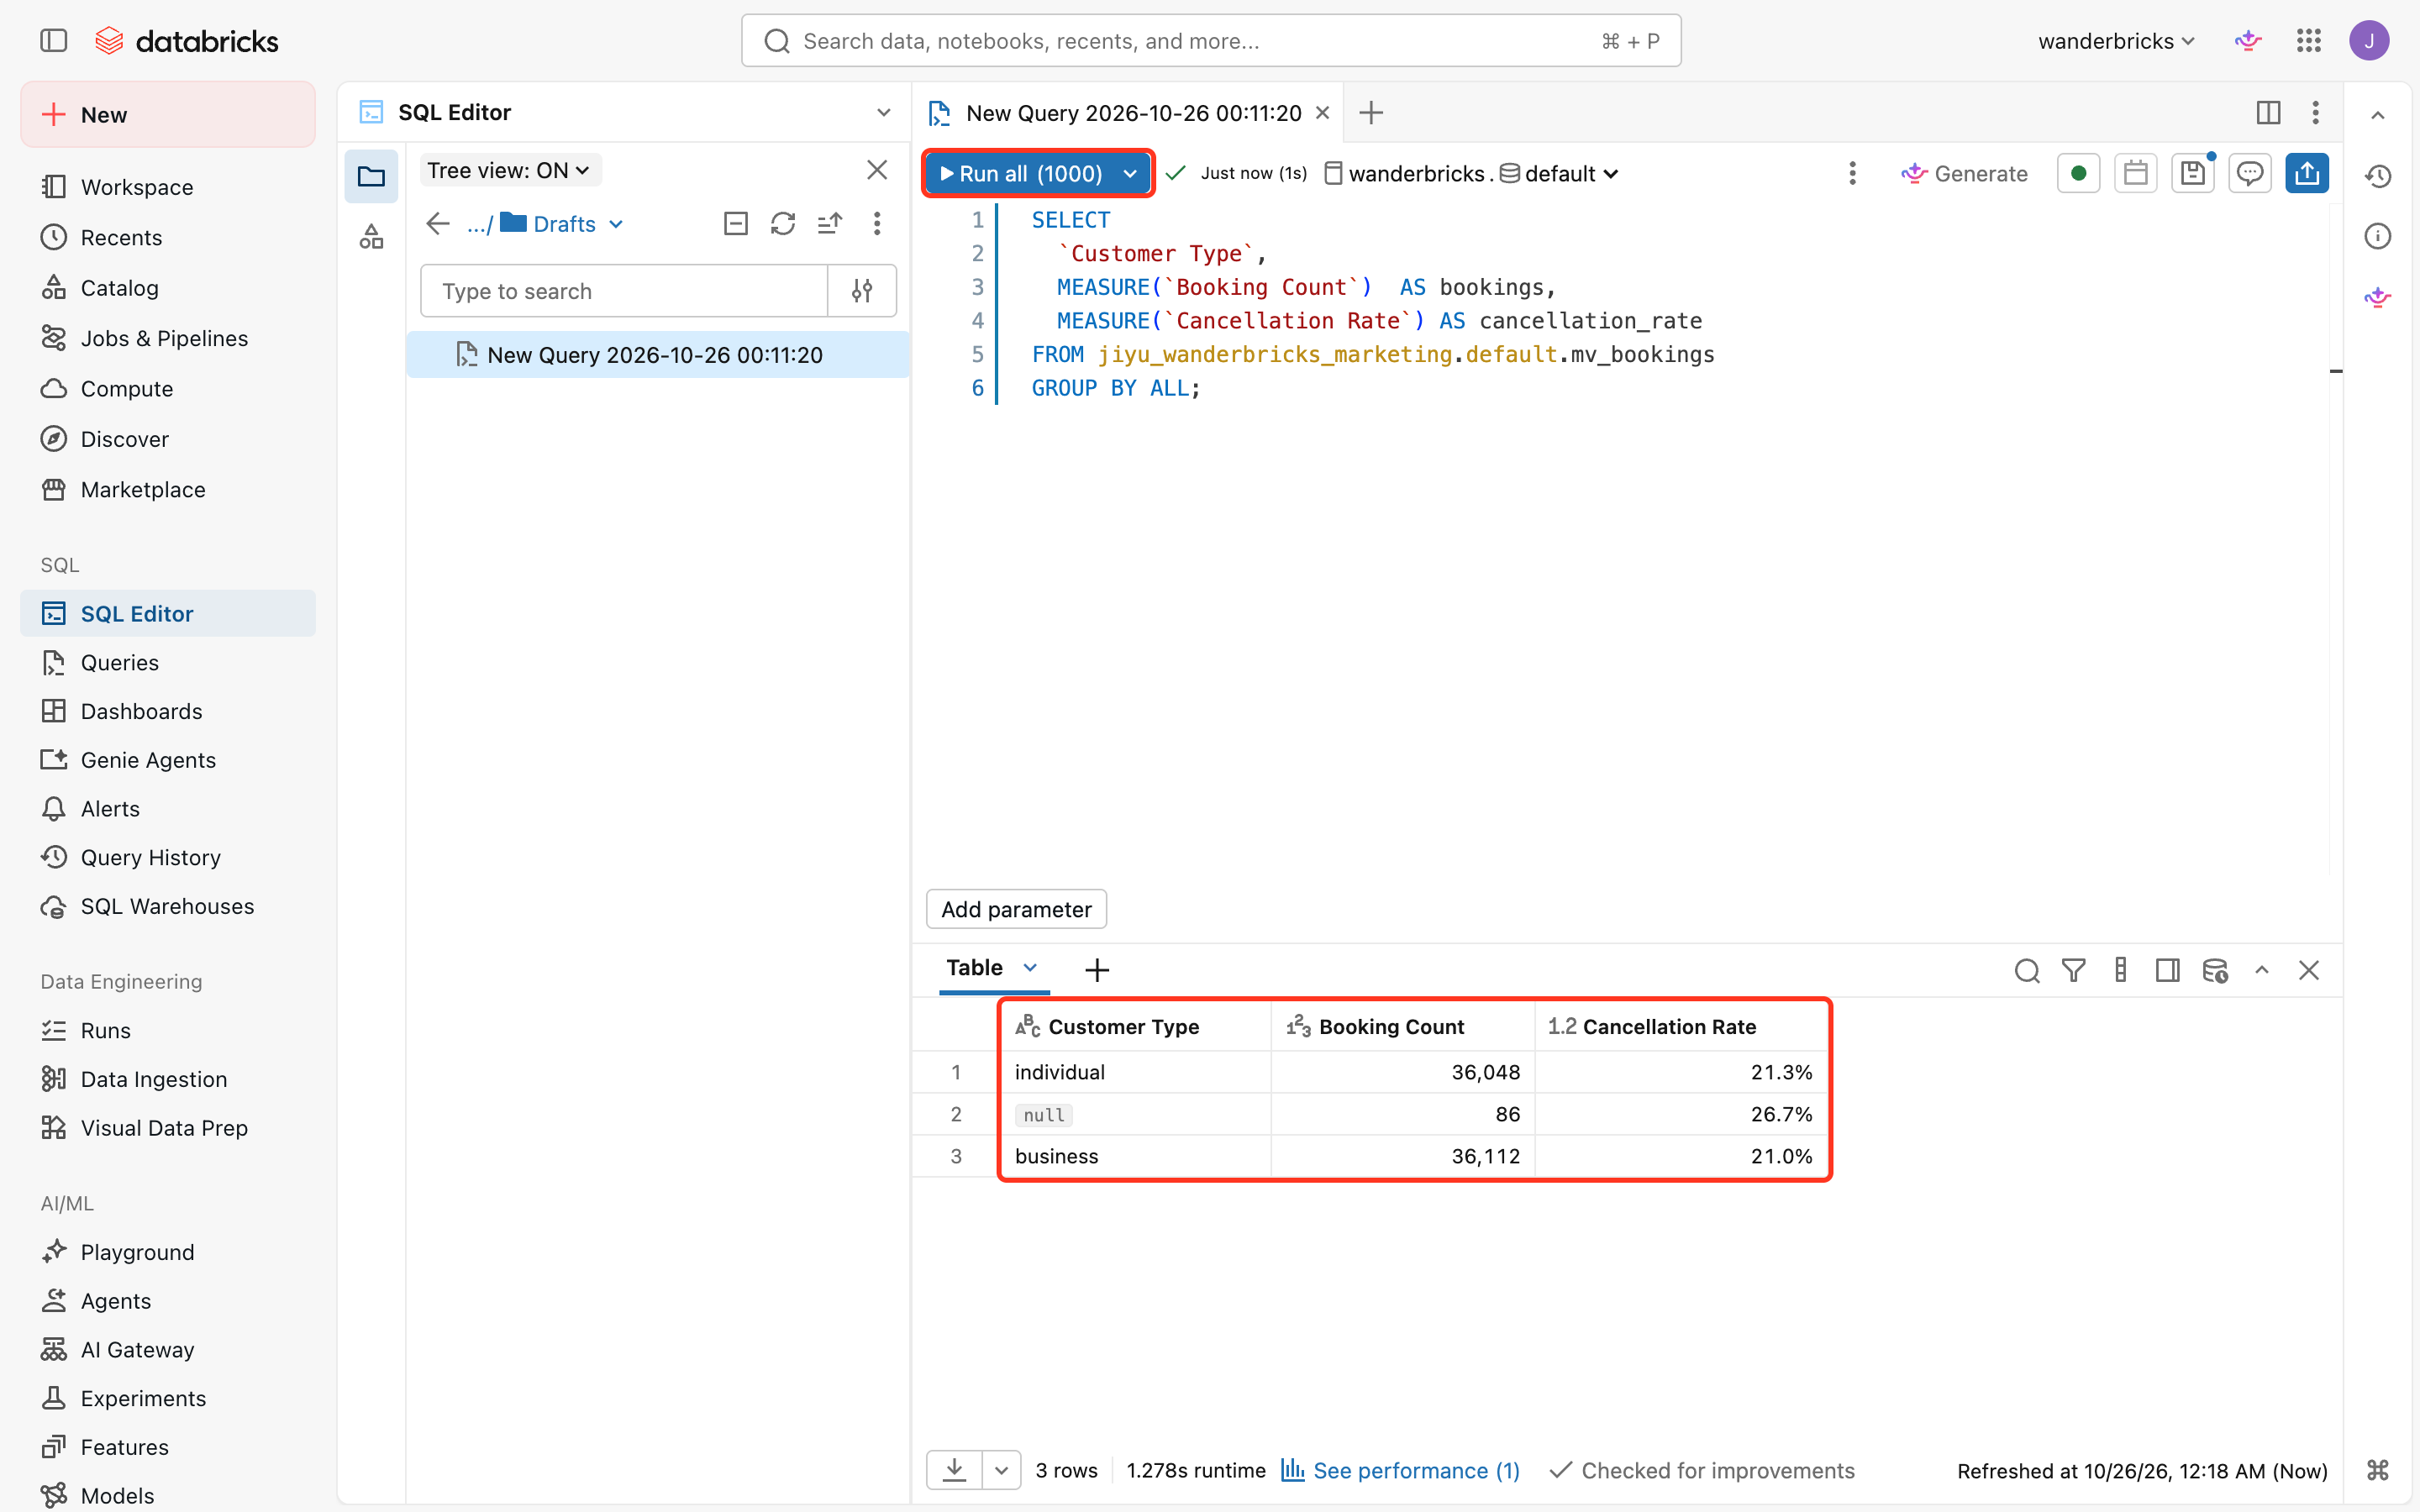 databricks
Search data, notebooks, recents, and more...
⌘ + P
wanderbricks
J
New
Workspace
Recents
Catalog
Jobs & Pipelines
Compute
Discover
Marketplace
SQL
SQL Editor
Queries
Dashboards
Genie Agents
Alerts
Query History
SQL Warehouses
Data Engineering
Runs
Data Ingestion
Visual Data Prep
AI/ML
Playground
Agents
AI Gateway
Experiments
Features
Models
SQL Editor
Tree view: ON
.../ Drafts
Type to search
New Query 2026-10-26 00:11:20
New Query 2026-10-26 00:11:20
Run all (1000)
Just now (1s)
wanderbricks . default
Generate
1 SELECT
2 `Customer Type`,
3 MEASURE(`Booking Count`)  AS bookings,
4 MEASURE(`Cancellation Rate`) AS cancellation_rate
5 FROM jiyu_wanderbricks_marketing.default.mv_bookings
6 GROUP BY ALL;
Add parameter
Table
ABC Customer Type 123 Booking Count 1.2 Cancellation Rate
1 individual 36,048 21.3%
2 null 86 26.7%
3 business 36,112 21.0%
3 rows 1.278s runtime See performance (1) Checked for improvements
Refreshed at 10/26/26, 12:18 AM (Now)